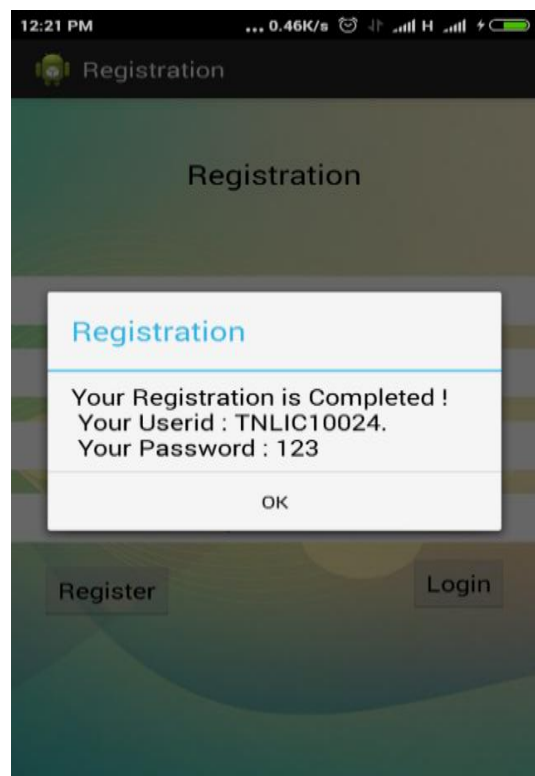 12:21 PM ... 0.46K/s H
Registration
Registration
Registration
Your Registration is Completed !
Your Userid : TNLIC10024.
Your Password : 123
OK
Register Login